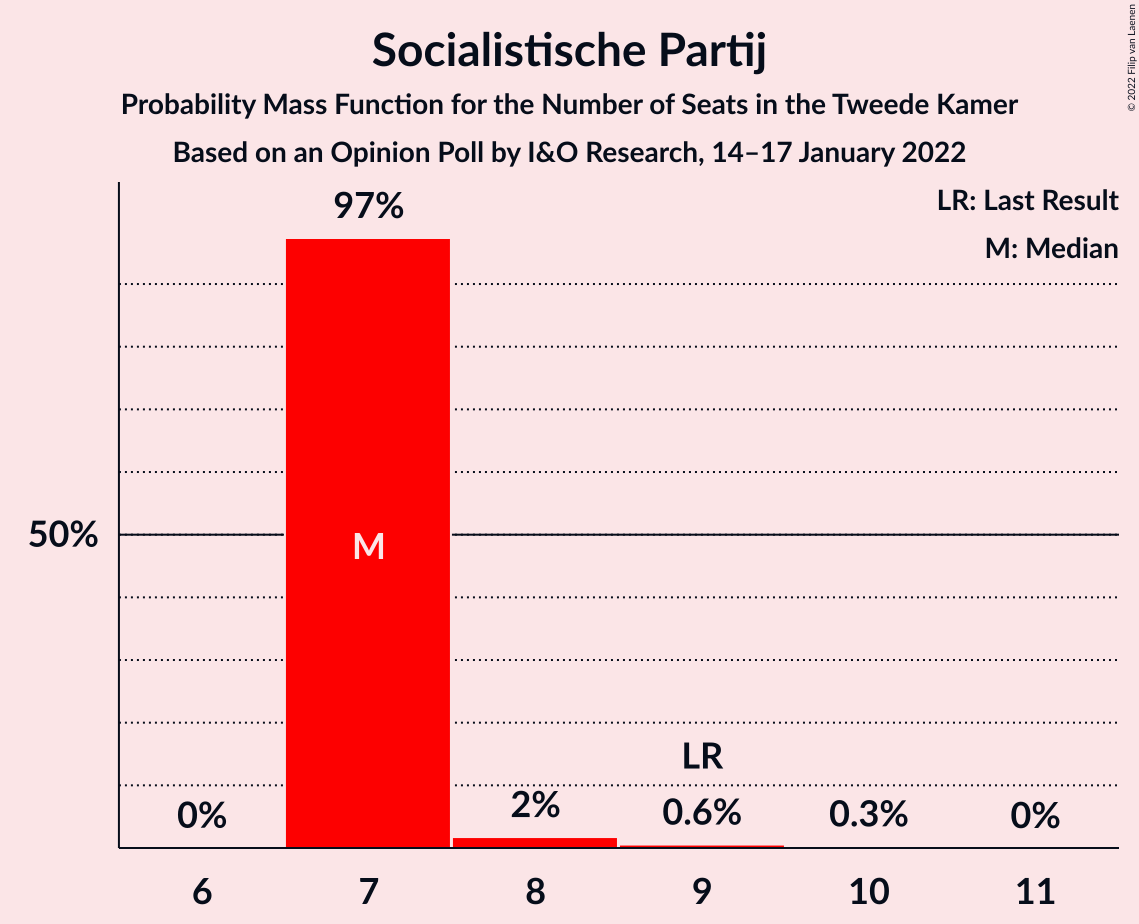 Socialistische Partij
Probability Mass Function for the Number of Seats in the Tweede Kamer
Based on an Opinion Poll by I&O Research, 14–17 January 2022
© 2022 Filip van Laenen
LR: Last Result
M: Median
97%
50%
M
LR
0%
2%
0.6%
0.3%
0%
6 7 8 9 10 11